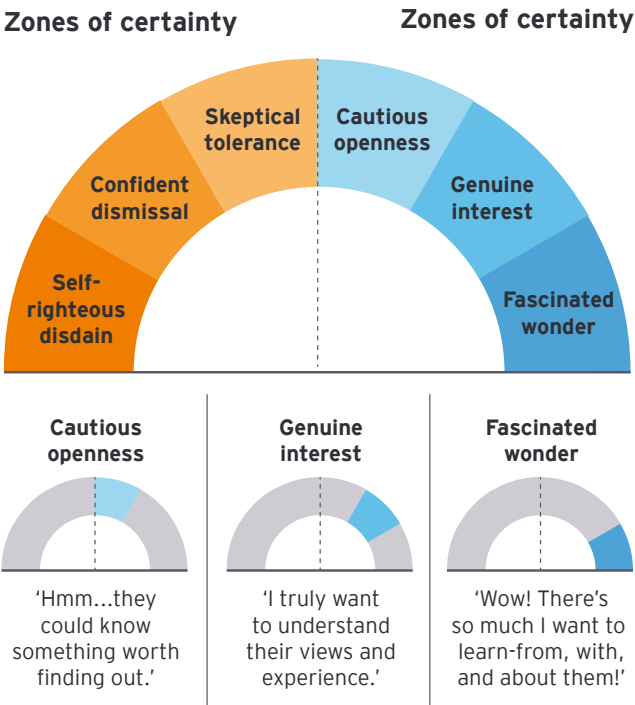 Zones of certainty
Zones of certainty
Skeptical
tolerance
Cautious
openness
Confident
dismissal
Genuine
interest
Self-
righteous
disdain
Fascinated
wonder
Cautious
openness
Genuine
interest
Fascinated
wonder
'Hmm...they
could know
something worth
finding out.'
'I truly want
to understand
their views and
experience.'
'Wow! There's
so much I want to
learn-from, with,
and about them!'